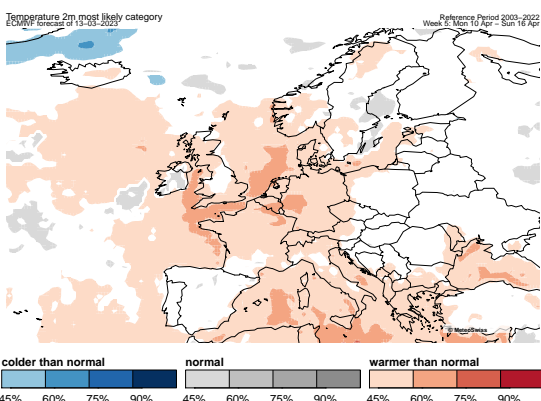 Temperature 2m most likely category
ECMWF forecast of 13-03-2023
Reference Period 2003-2022
Week 5: Mon 10 Apr - Sun 16 Apr
© MeteoSwiss
colder than normal
normal
warmer than normal
45% 60% 75% 90%
45% 60% 75% 90%
45% 60% 75% 90%